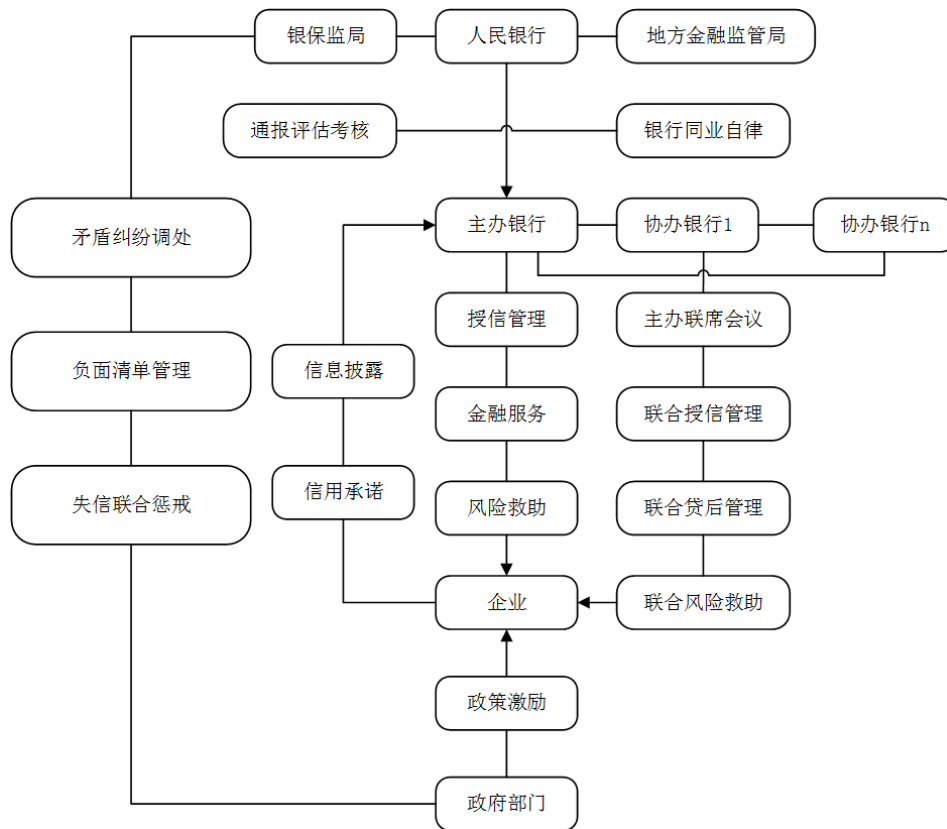 银保监局
人民银行
地方金融监管局
通报评估考核
银行同业自律
矛盾纠纷调处
主办银行
协办银行1
协办银行n
授信管理
主办联席会议
负面清单管理
信息披露
金融服务
联合授信管理
失信联合惩戒
信用承诺
风险救助
联合贷后管理
企业
联合风险救助
政策激励
政府部门